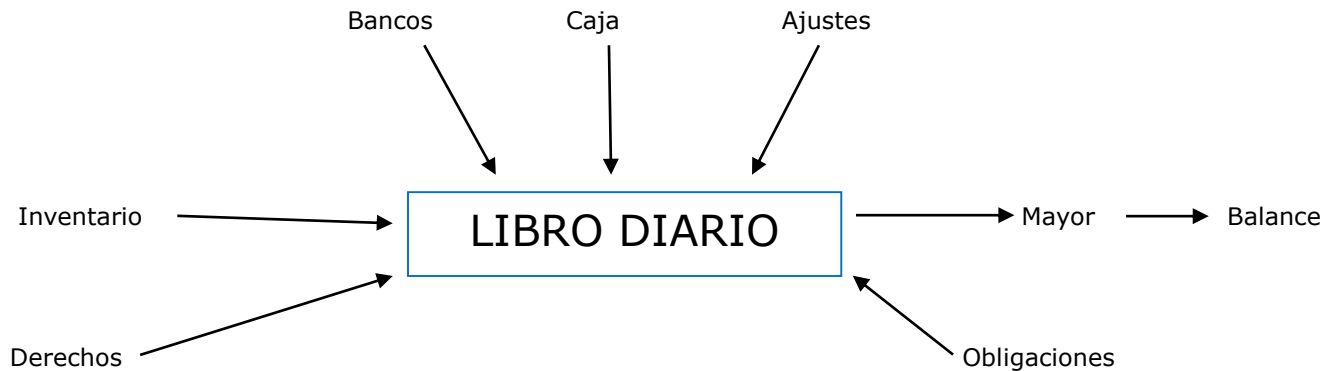 Bancos Caja Ajustes
Inventario LIBRO DIARIO Mayor Balance
Derechos Obligaciones